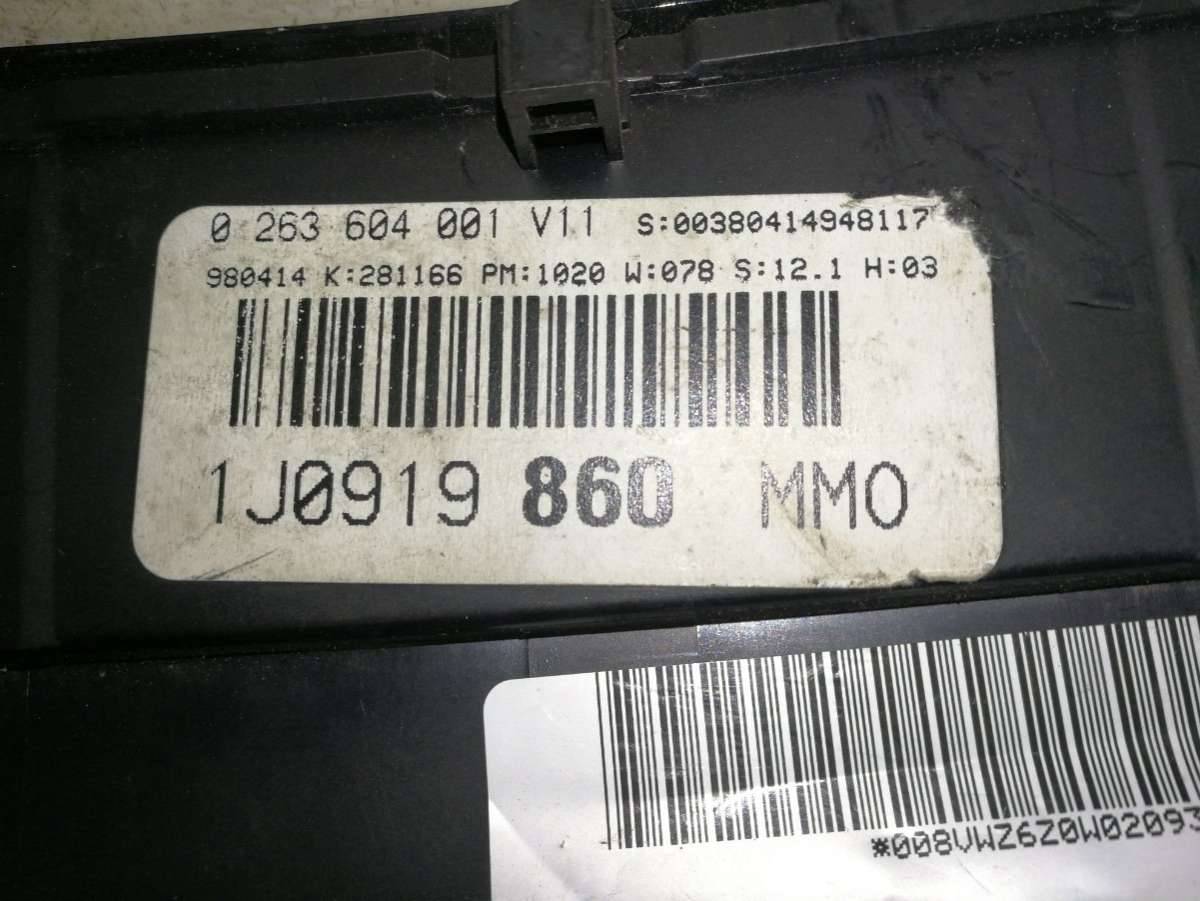 0 263 604 001 V11 S:00380414948117
980414 K:281166 PM:1020 W:078 S:12.1 H:03
1J0919 860 MMO
*008VWZ6Z0W02093